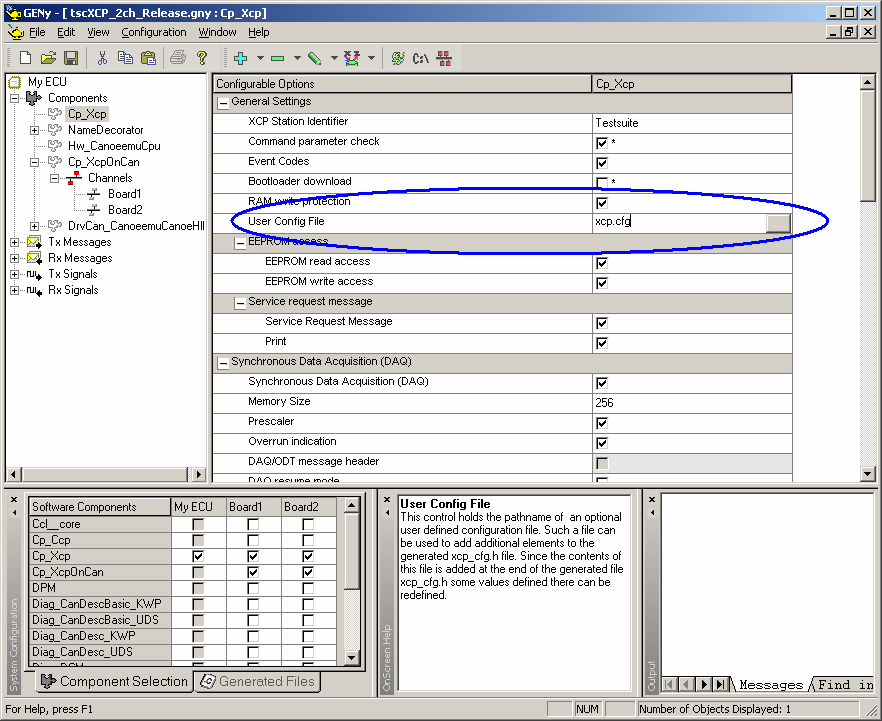 GENy - [ tscXCP_2ch_Release.gny : Cp_Xcp]
File Edit View Configuration Window Help
My ECU
Components
Cp_Xcp
NameDecorator
Hw_CanoeemuCpu
Cp_XcpOnCan
Channels
Board1
Board2
DrvCan_CanoeemuCanoeHll
Tx Messages
Rx Messages
Tx Signals
Rx Signals
Configurable Options Cp_Xcp
General Settings
XCP Station Identifier Testsuite
Command parameter check *
Event Codes
Bootloader download *
RAM write protection
User Config File xcp.cfg ...
EEPROM access
EEPROM read access
EEPROM write access
Service request message
Service Request Message
Print
Synchronous Data Acquisition (DAQ)
Synchronous Data Acquisition (DAQ)
Memory Size 256
Prescaler
Overrun indication
DAQ/ODT message header
DAQ resume mode
System Configuration
Software Components My ECU Board1 Board2
Ccl__core
Cp_Ccp
Cp_Xcp
Cp_XcpOnCan
DPM
Diag_CanDescBasic_KWP
Diag_CanDescBasic_UDS
Diag_CanDesc_KWP
Diag_CanDesc_UDS
Component Selection Generated Files
OnScreen Help
User Config File
This control holds the pathname of an optional
user defined configuration file. Such a file can
be used to add additional elements to the
generated xcp_cfg.h file. Since the contents of
this file is added at the end of the generated file
xcp_cfg.h some values defined there can be
redefined.
Output
Messages Find in
For Help, press F1 NUM Number of Objects Displayed: 1